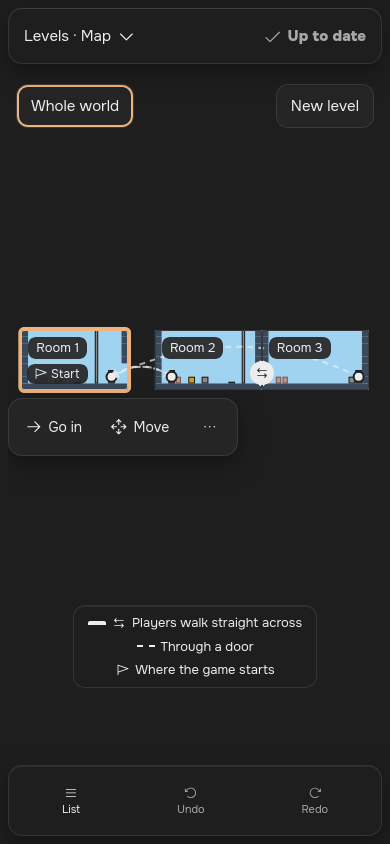 Levels · Map
Up to date
Whole world
New level
Room 1
Room 2
Room 3
Start
Go in
Move
Players walk straight across
Through a door
Where the game starts
List
Undo
Redo